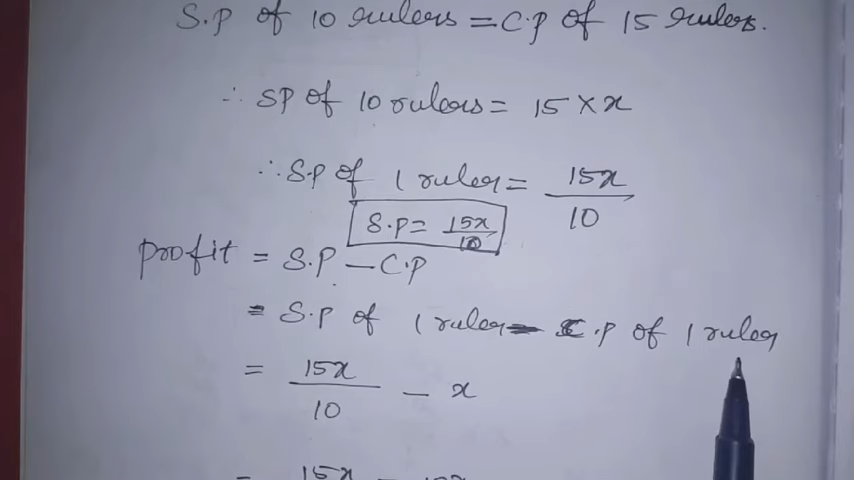 S.P of 10 rulers = C.P of 15 rulers.
∴ SP of 10 rulers = 15 × x
∴ S.P of 1 ruler = 15x/10
S.P = 15x/10
Profit = S.P - C.P
= S.P of 1 ruler - C.P of 1 ruler
= 15x/10 - x
= 15x -